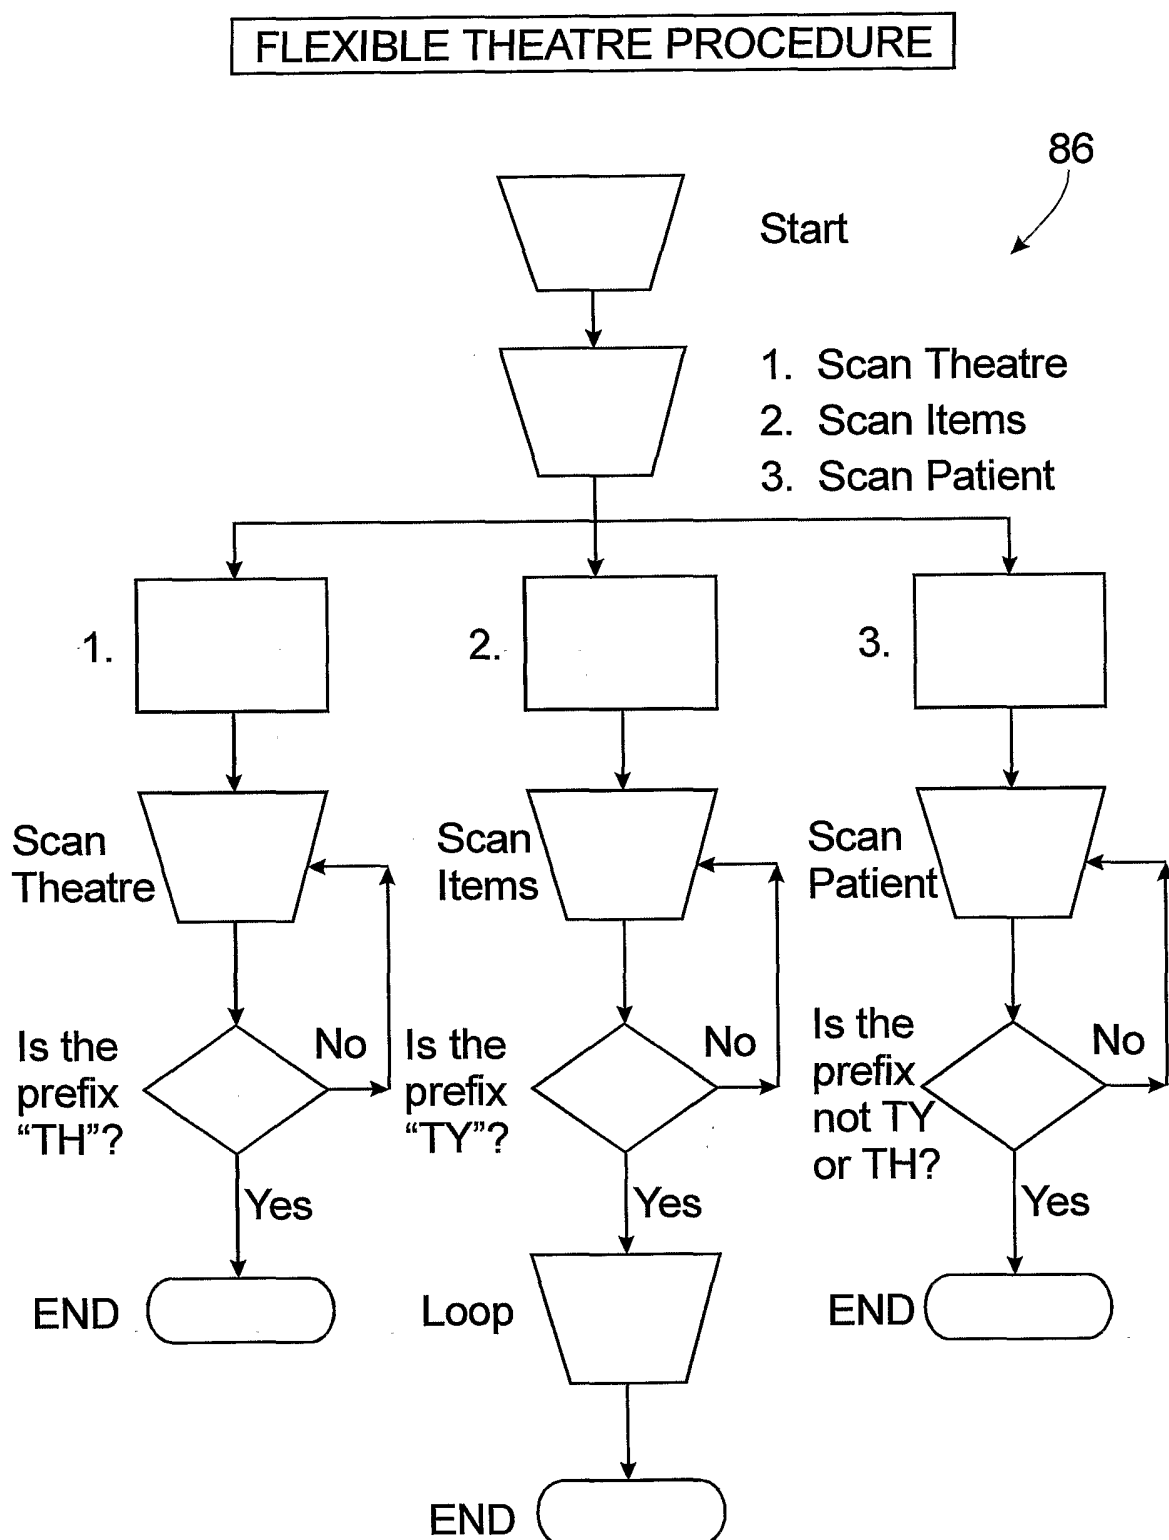 FLEXIBLE THEATRE PROCEDURE
86
Start
1. Scan Theatre
2. Scan Items
3. Scan Patient
1.
2.
3.
Scan
Theatre
Scan
Items
Scan
Patient
Is the
prefix
“TH”?
No
Is the
prefix
“TY”?
No
Is the
prefix
not TY
or TH?
No
Yes
Yes
Yes
END
Loop
END
END